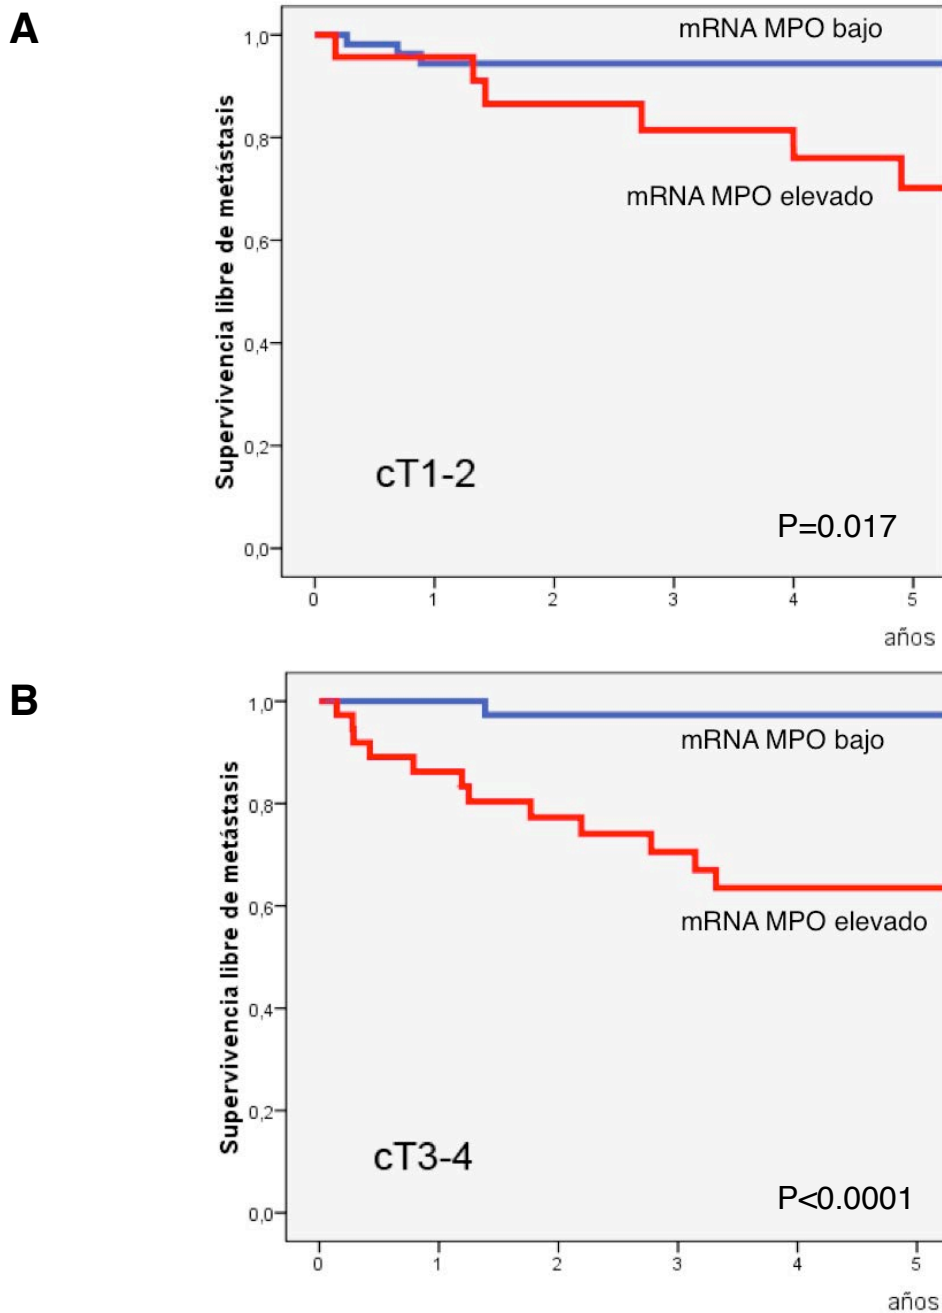 A
mRNA MPO bajo
1,0
0,8
mRNA MPO elevado
0,6
Supervivencia libre de metástasis
0,4
0,2
cT1-2
P=0.017
0,0
0 1 2 3 4 5
años
B
1,0
mRNA MPO bajo
0,8
0,6
mRNA MPO elevado
Supervivencia libre de metástasis
0,4
0,2
cT3-4
P<0.0001
0,0
0 1 2 3 4 5
años